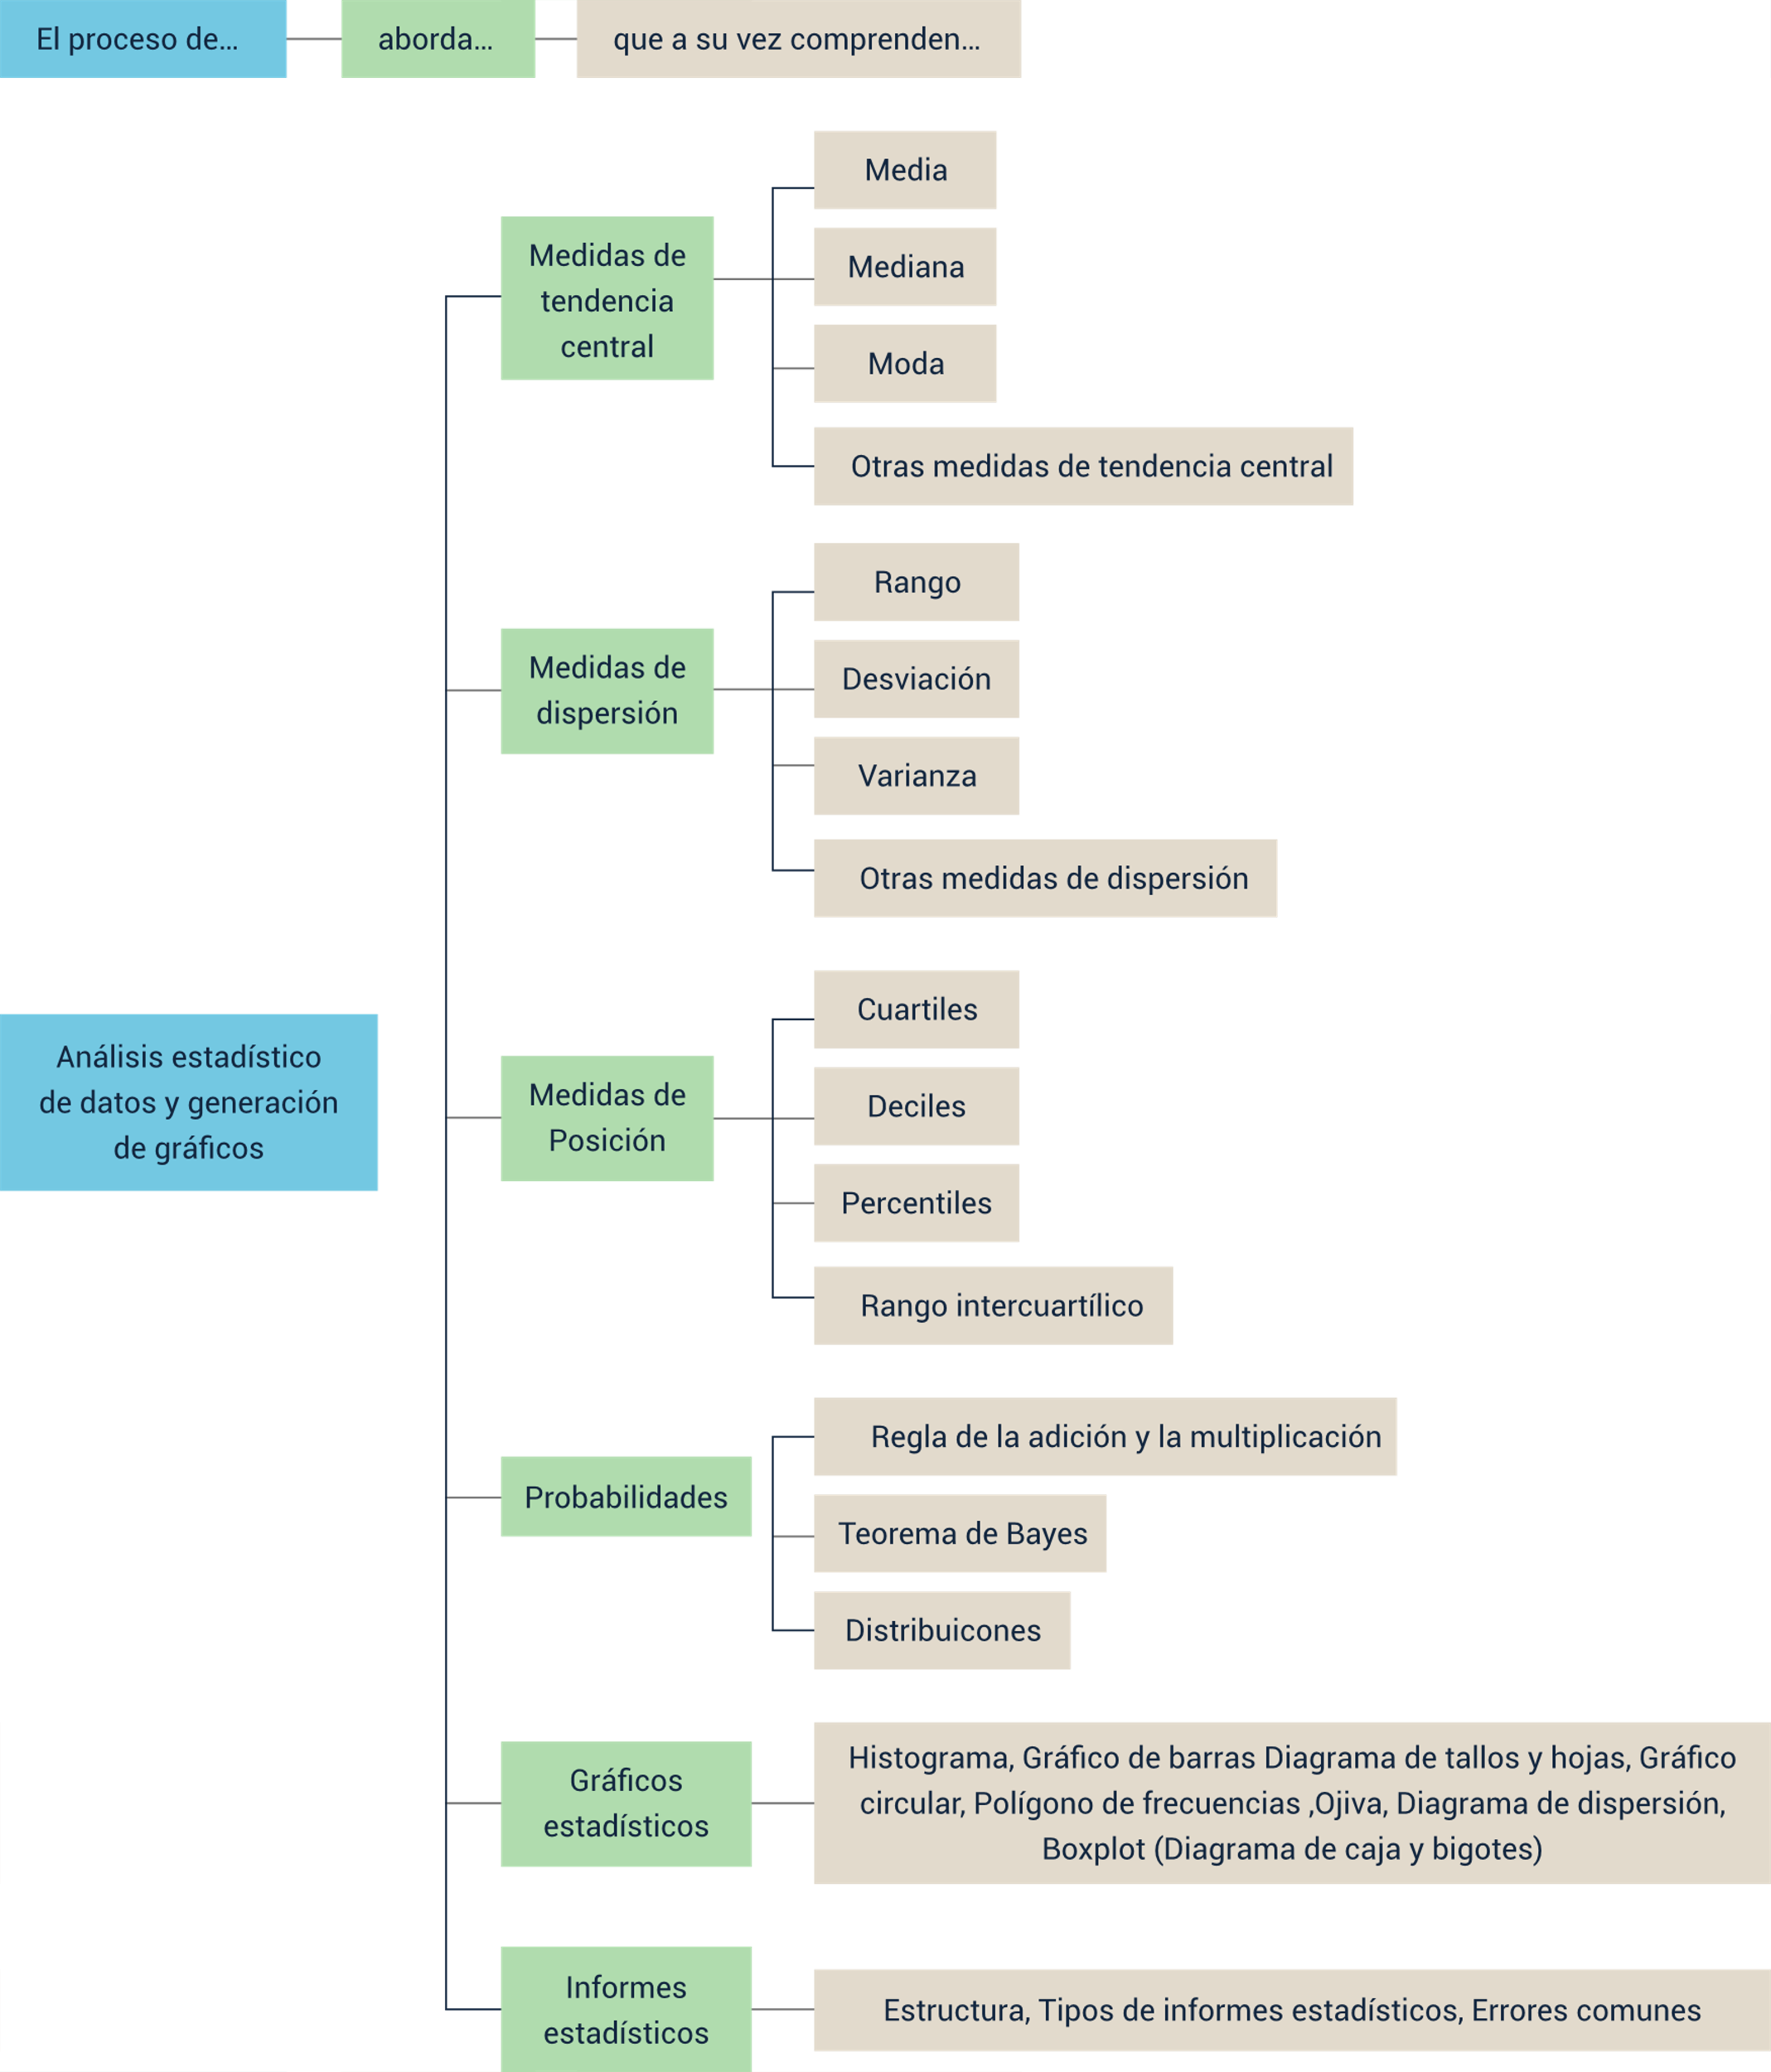 El proceso de...
aborda...
que a su vez comprenden...
Media
Mediana
Moda
Otras medidas de tendencia central
Medidas de
tendencia
central
Rango
Desviación
Varianza
Otras medidas de dispersión
Medidas de
dispersión
Análisis estadístico
de datos y generación
de gráficos
Cuartiles
Deciles
Percentiles
Rango intercuartílico
Medidas de
Posición
Regla de la adición y la multiplicación
Teorema de Bayes
Distribuicones
Probabilidades
Gráficos
estadísticos
Histograma, Gráfico de barras Diagrama de tallos y hojas, Gráfico
circular, Polígono de frecuencias ,Ojiva, Diagrama de dispersión,
Boxplot (Diagrama de caja y bigotes)
Informes
estadísticos
Estructura, Tipos de informes estadísticos, Errores comunes